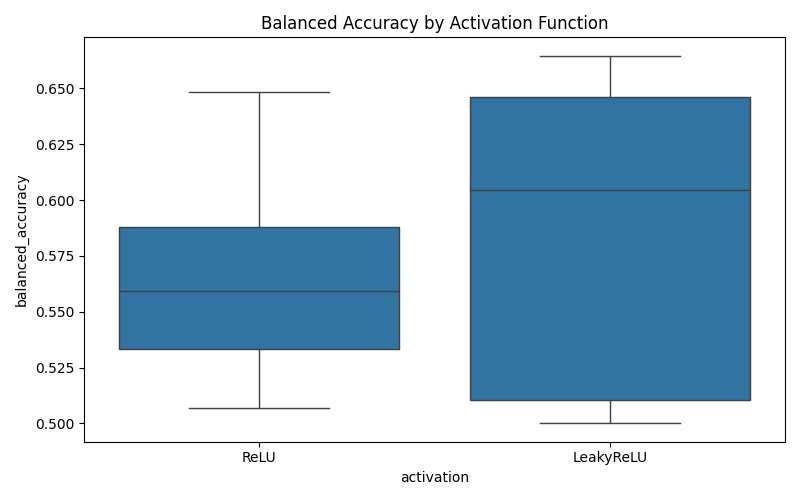 Balanced Accuracy by Activation Function
balanced_accuracy
0.650
0.625
0.600
0.575
0.550
0.525
0.500
ReLU
LeakyReLU
activation